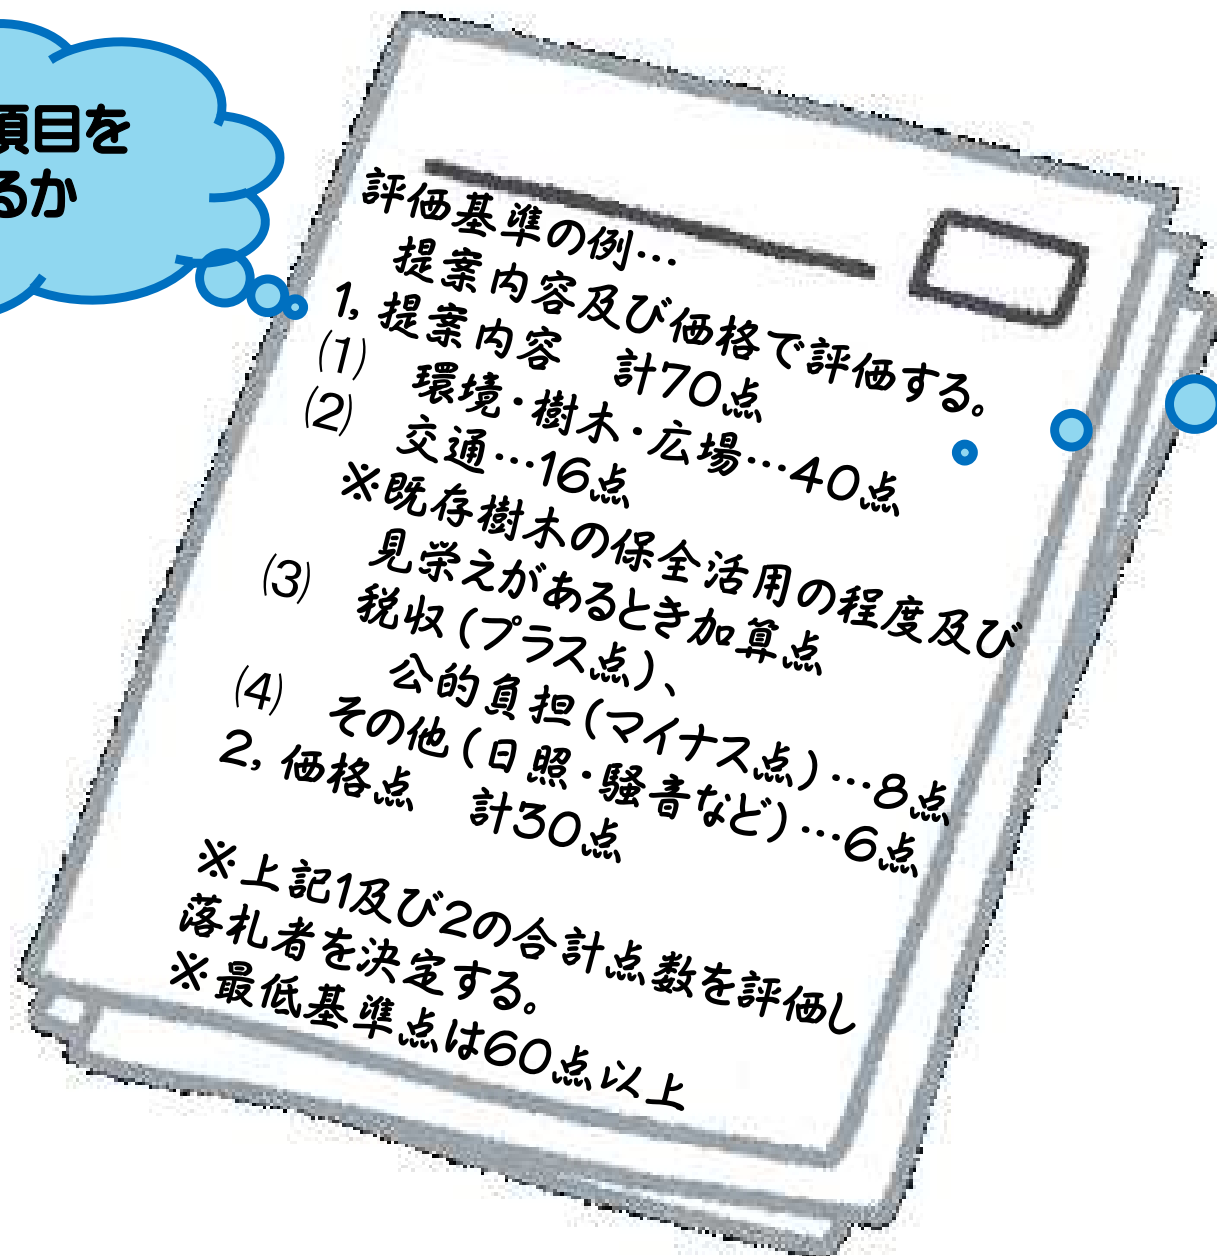 項目を
るか
評価基準の例…
提案内容及び価格で評価する。
1, 提案内容　計70点
(1)　環境・樹木・広場…40点
(2)　交通…16点
※既存樹木の保全活用の程度及び
見栄えがあるとき加算点
(3)　税収(プラス点)、
公的負担(マイナス点)…8点
(4)　その他(日照・騒音など)…6点
2, 価格点　計30点
※上記1及び2の合計点数を評価し
落札者を決定する。
※最低基準点は60点以上